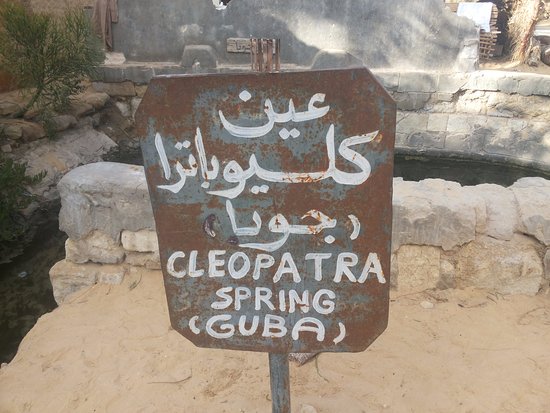 عين
كليوباترا
(جوبا)
CLEOPATRA
SPRING
(GUBA)